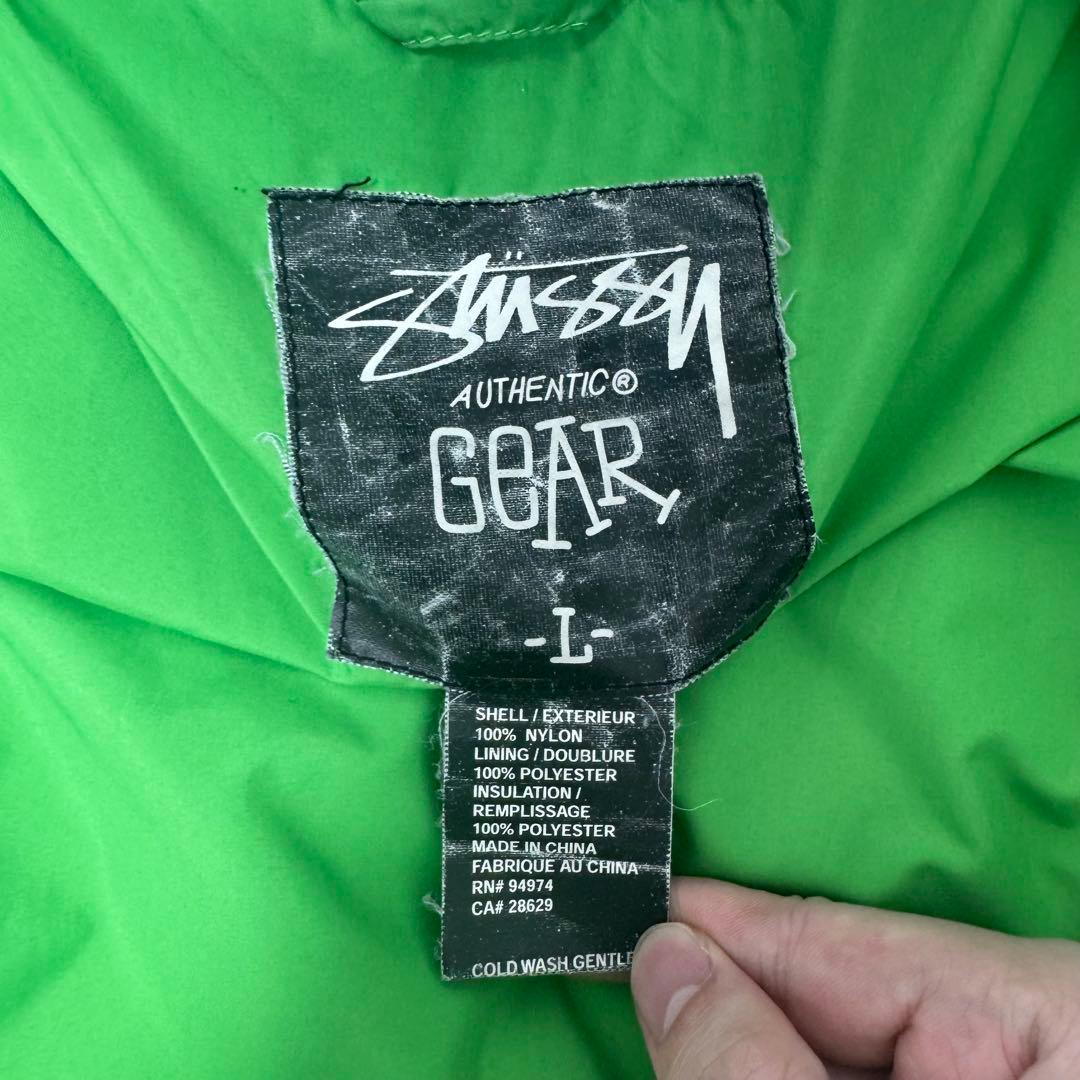 Stüssy
AUTHENTIC®
GeAR
-L-
SHELL / EXTERIEUR
100% NYLON
LINING / DOUBLURE
100% POLYESTER
INSULATION /
REMPLISSAGE
100% POLYESTER
MADE IN CHINA
FABRIQUE AU CHINA
RN# 94974
CA# 28629
COLD WASH GENTLE